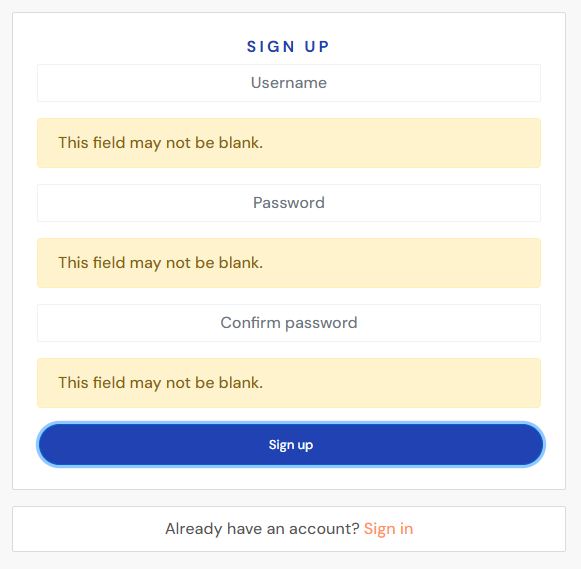 SIGN UP
Username
This field may not be blank.
Password
This field may not be blank.
Confirm password
This field may not be blank.
Sign up
Already have an account? Sign in